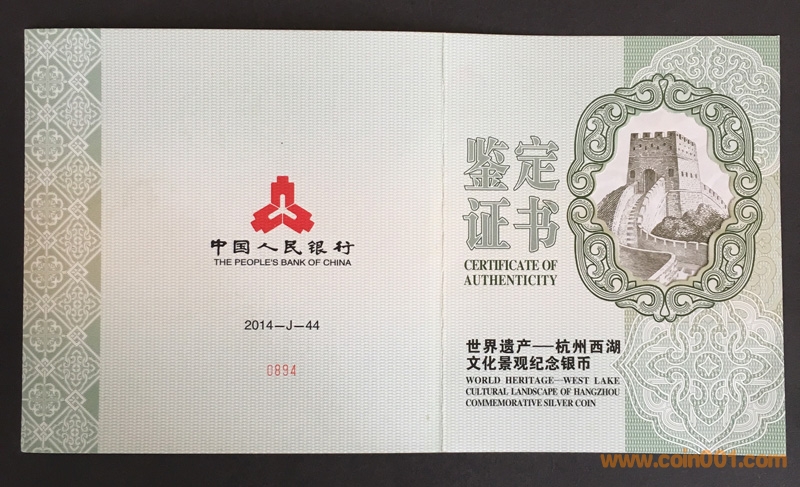 中国人民银行
THE PEOPLE'S BANK OF CHINA
2014-J-44
0894
鉴定
证书
CERTIFICATE OF
AUTHENTICITY
世界遗产——杭州西湖
文化景观纪念银币
WORLD HERITAGE—WEST LAKE
CULTURAL LANDSCAPE OF HANGZHOU
COMMEMORATIVE SILVER COIN
www.coin001.com